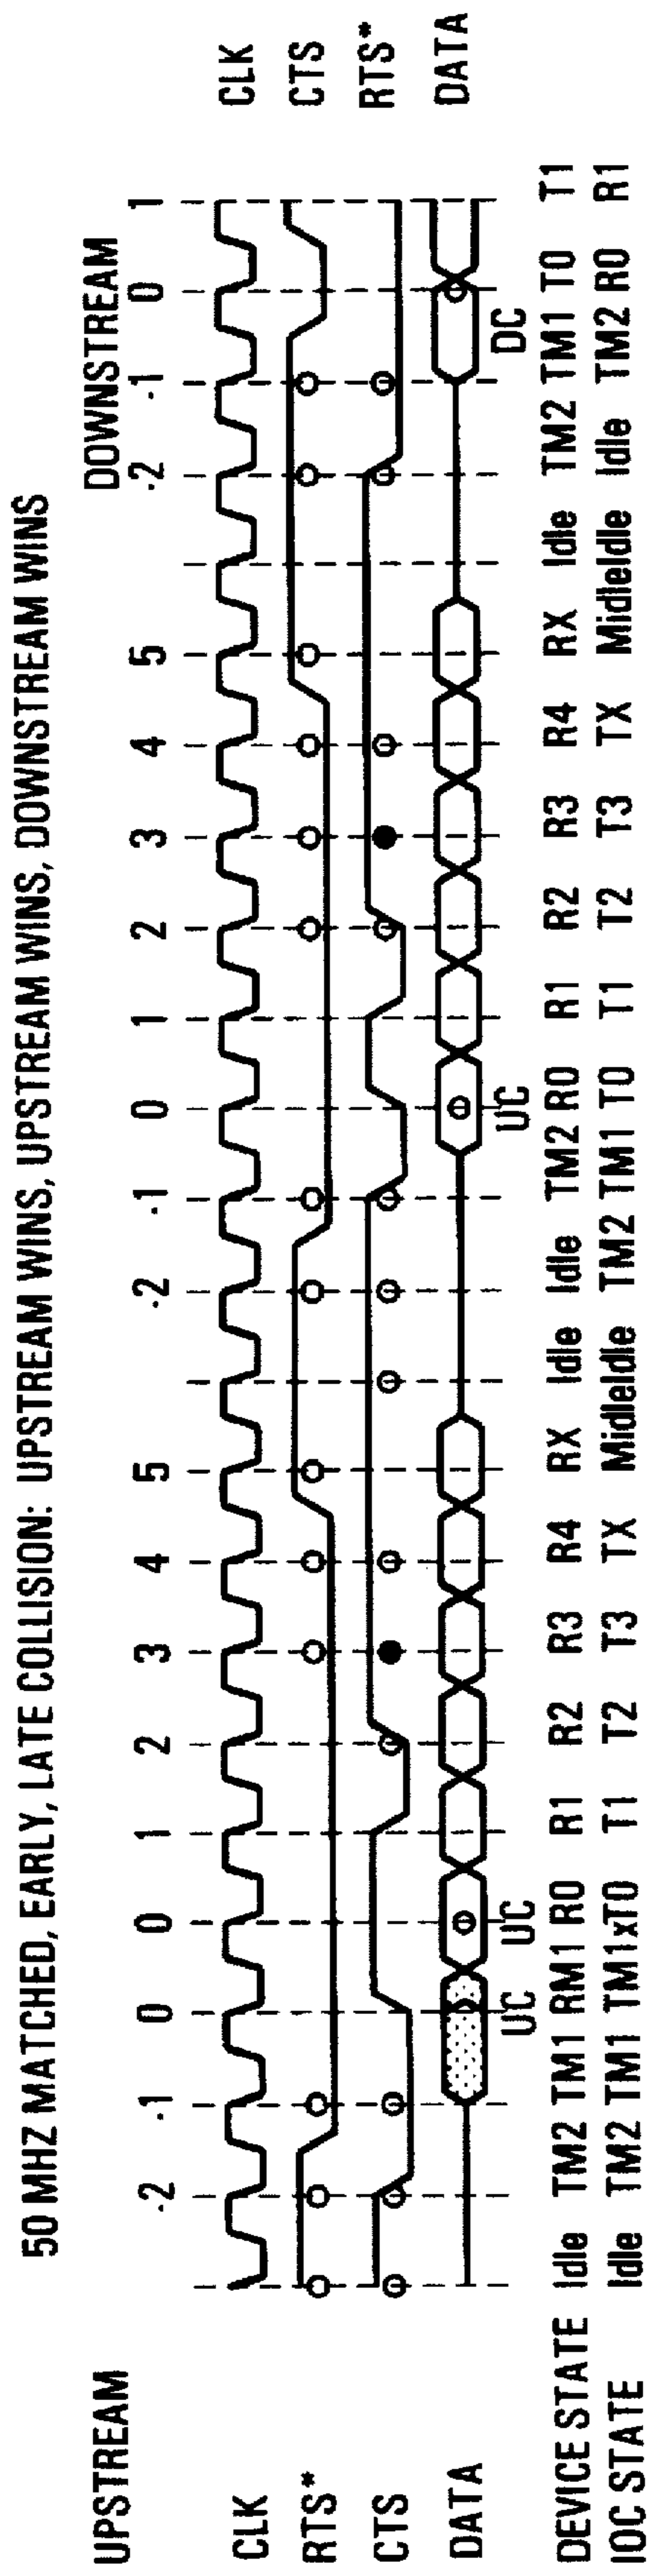 50 MHZ MATCHED, EARLY, LATE COLLISION: UPSTREAM WINS, UPSTREAM WINS, DOWNSTREAM WINS
UPSTREAM DOWNSTREAM
-2 -1 0 0 1 2 3 4 5 -2 -1 0 1 2 3 4 5 -2 -1 0 1
CLK CLK
RTS* CTS
CTS RTS*
DATA DATA
UC UC UC DC
DEVICE STATE Idle TM2 TM1 RM1 R0 R1 R2 R3 R4 RX Idle Idle TM2 R0 R1 R2 R3 R4 RX Idle TM2 TM1 T0 T1
IOC STATE Idle TM2 TM1 TM1xT0 T1 T2 T3 TX MidleIdle TM2 TM1 T0 T1 T2 T3 TX MidleIdle Idle TM2 R0 R1